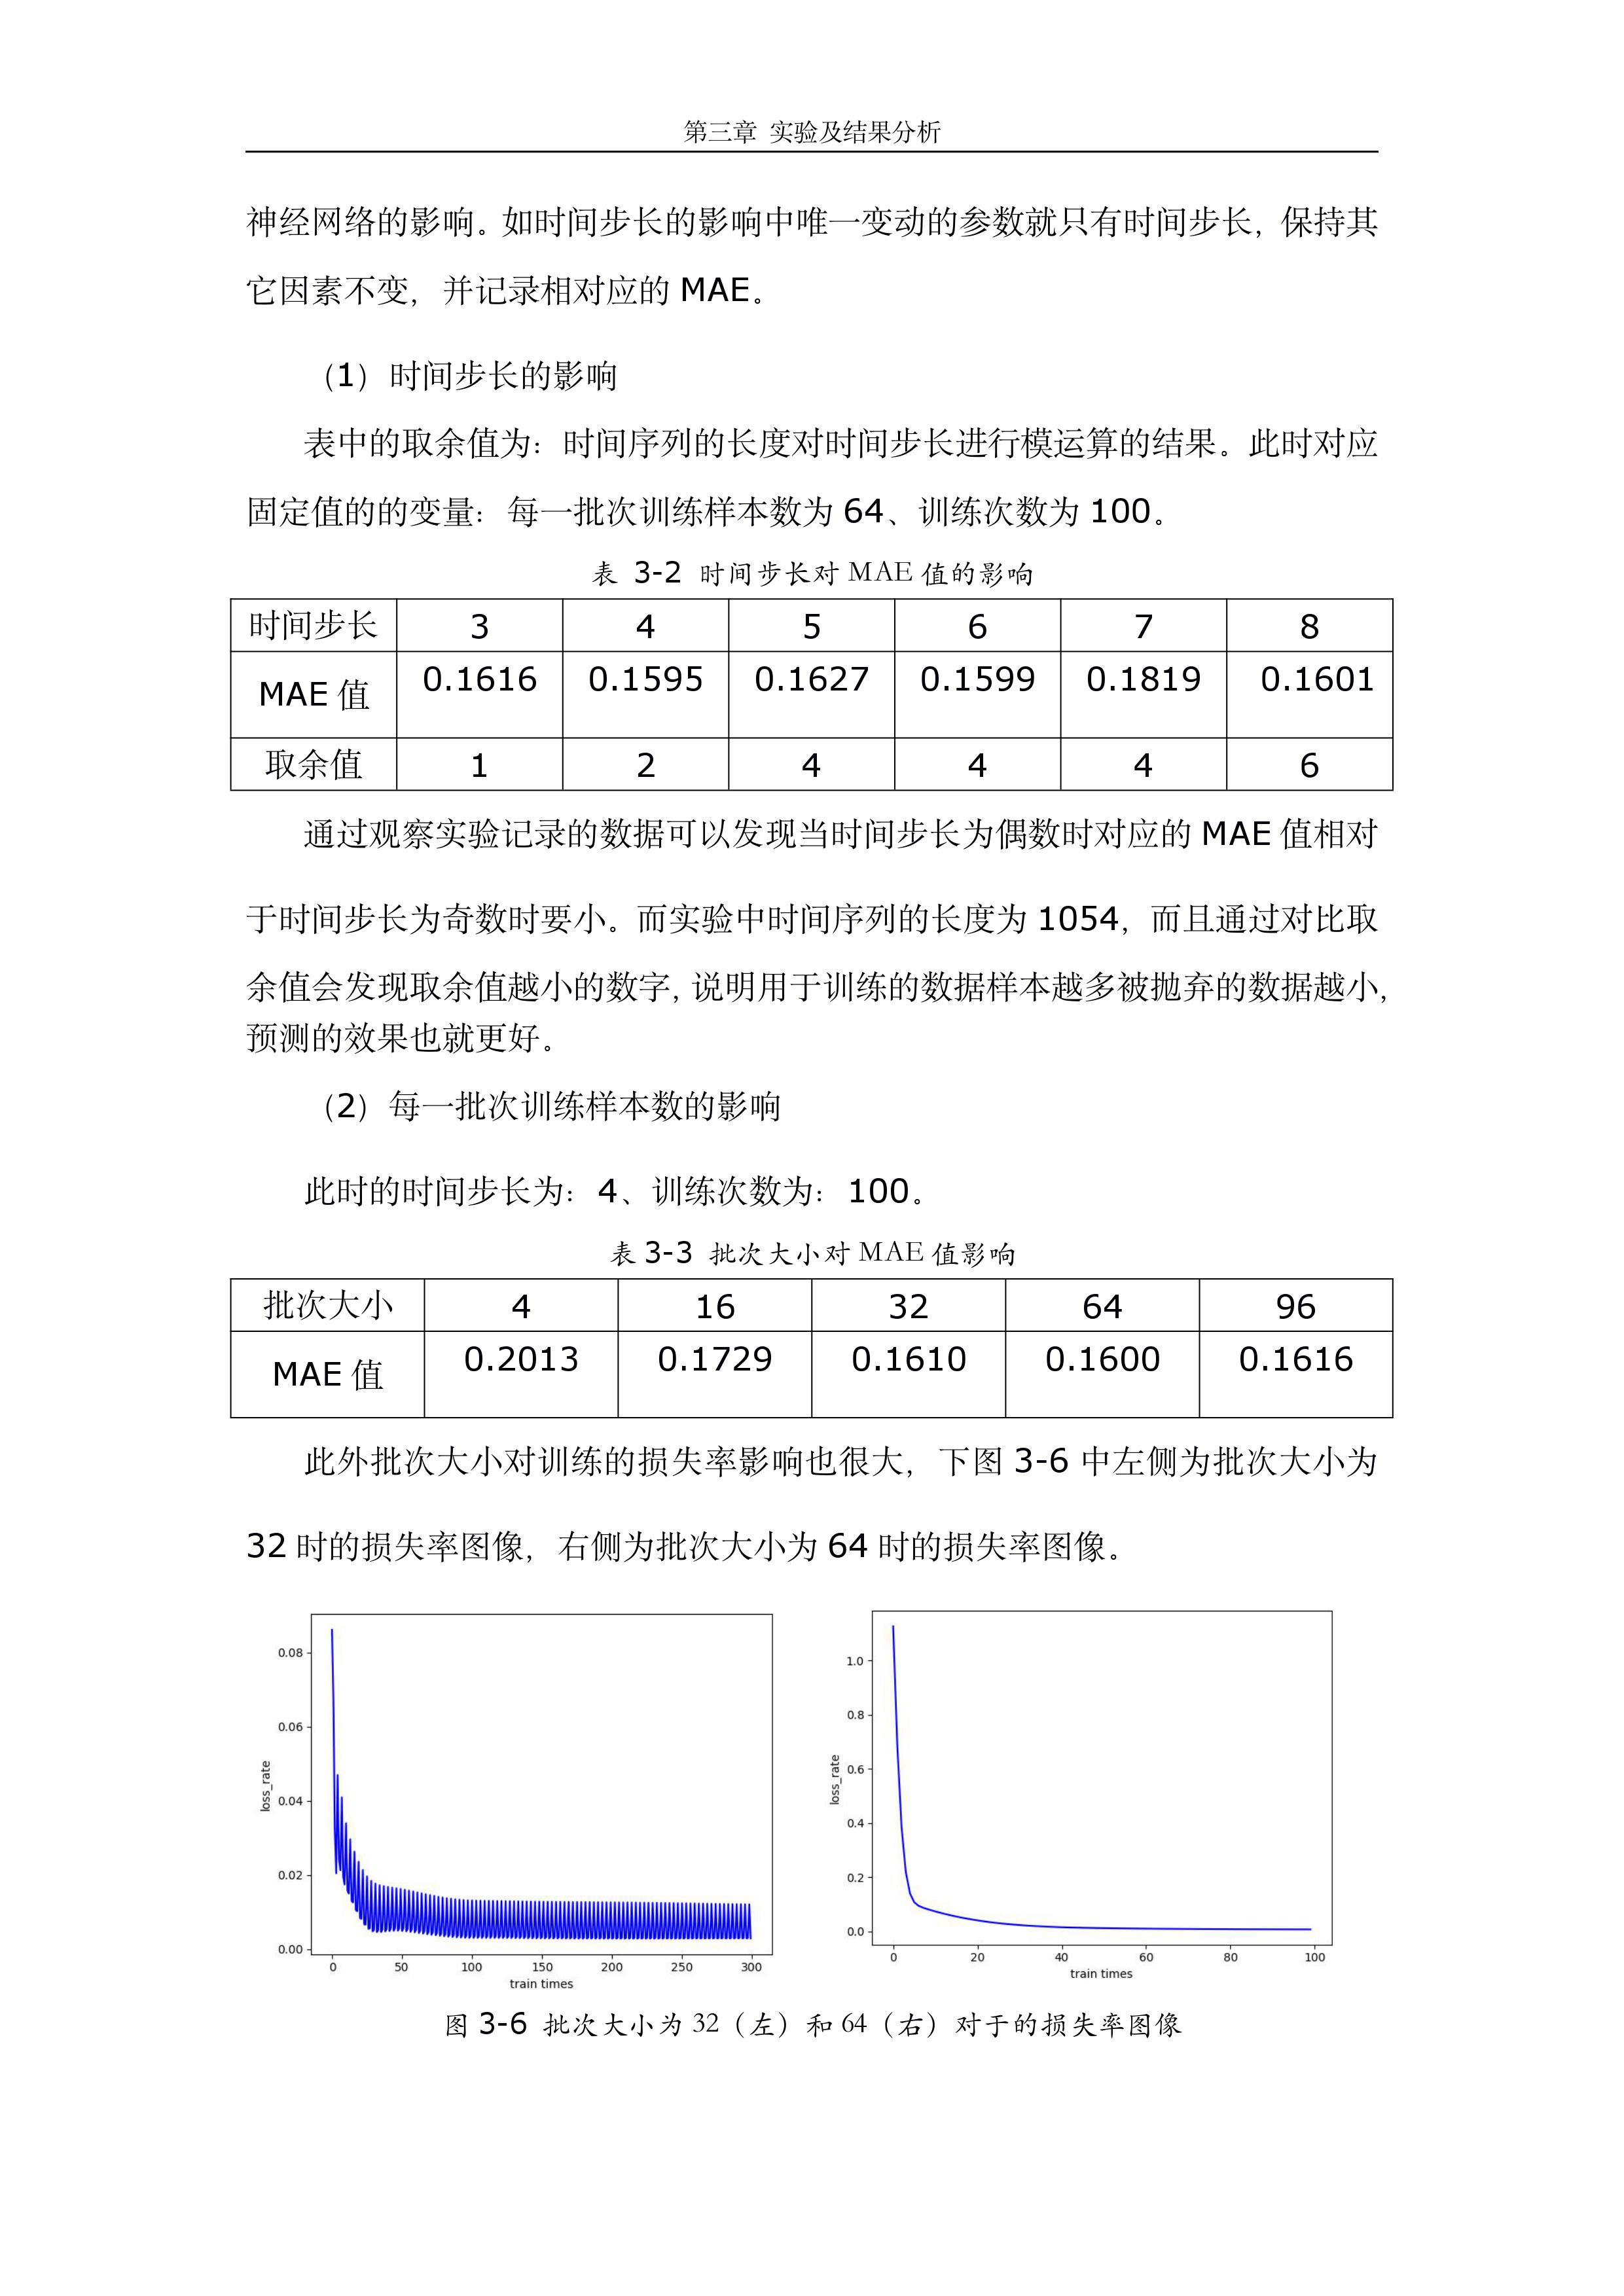 第三章 实验及结果分析
神经网络的影响。如时间步长的影响中唯一变动的参数就只有时间步长，保持其
它因素不变，并记录相对应的 MAE。
（1）时间步长的影响
表中的取余值为：时间序列的长度对时间步长进行模运算的结果。此时对应
固定值的的变量：每一批次训练样本数为 64、训练次数为 100。
表 3-2 时间步长对 MAE 值的影响
时间步长 3 4 5 6 7 8
MAE 值 0.1616 0.1595 0.1627 0.1599 0.1819 0.1601
取余值 1 2 4 4 4 6
通过观察实验记录的数据可以发现当时间步长为偶数时对应的 MAE 值相对
于时间步长为奇数时要小。而实验中时间序列的长度为 1054，而且通过对比取
余值会发现取余值越小的数字，说明用于训练的数据样本越多被抛弃的数据越小，
预测的效果也就更好。
（2）每一批次训练样本数的影响
此时的时间步长为：4、训练次数为：100。
表 3-3 批次大小对 MAE 值影响
批次大小 4 16 32 64 96
MAE 值 0.2013 0.1729 0.1610 0.1600 0.1616
此外批次大小对训练的损失率影响也很大，下图 3-6 中左侧为批次大小为
32 时的损失率图像，右侧为批次大小为 64 时的损失率图像。
0.08
0.06
0.04
0.02
0.00
loss_rate
0 50 100 150 200 250 300
train times
1.0
0.8
0.6
0.4
0.2
0.0
loss_rate
0 20 40 60 80 100
train times
图 3-6 批次大小为 32（左）和 64（右）对于的损失率图像